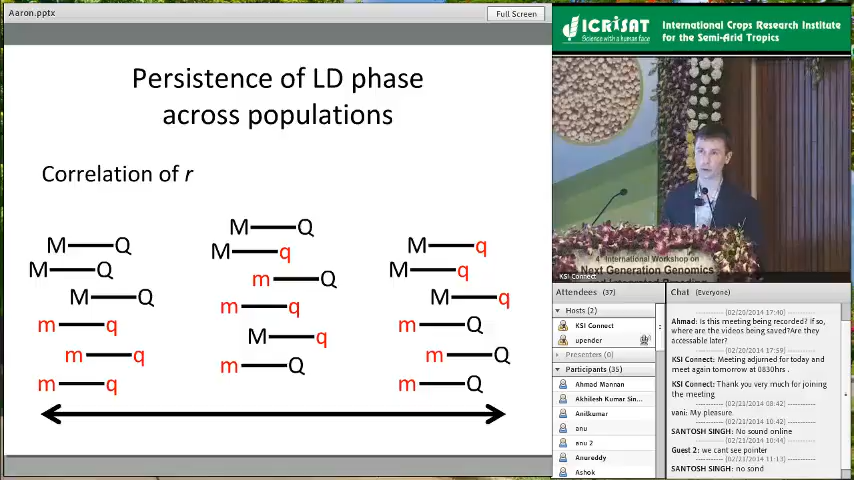 Aaron.pptx
Full Screen
Persistence of LD phase
across populations
Correlation of r
M Q
M Q
M Q
m q
m q
m q
M Q
M q
m Q
m q
M q
m Q
M q
M q
M q
m Q
m Q
m Q
ICRISAT
Science with a human face
International Crops Research Institute
for the Semi-Arid Tropics
4th International Workshop on
Next Generation Genomics
KSI Connect
Attendees (37)
Hosts (2)
KSI Connect
upender
Presenters (0)
Participants (35)
Ahmad Mannan
Akhilesh Kumar Sin...
Anilkumar
anu
anu 2
Anureddy
Ashok
Chat (Everyone)
(02/20/2014 17:40)
Ahmad: Is this meeting being recorded? If so,
where are the videos being saved?Are they
accessable later?
(02/20/2014 17:59)
KSI Connect: Meeting adjurned for today and
meet again tomorrow at 0830hrs .
KSI Connect: Thank you very much for joining
the meeting
(02/21/2014 08:42)
vani: My pleasure.
(02/21/2014 10:42)
SANTOSH SINGH: No sound online
(02/21/2014 10:44)
Guest 2: we cant see pointer
(02/21/2014 11:13)
SANTOSH SINGH: no sond